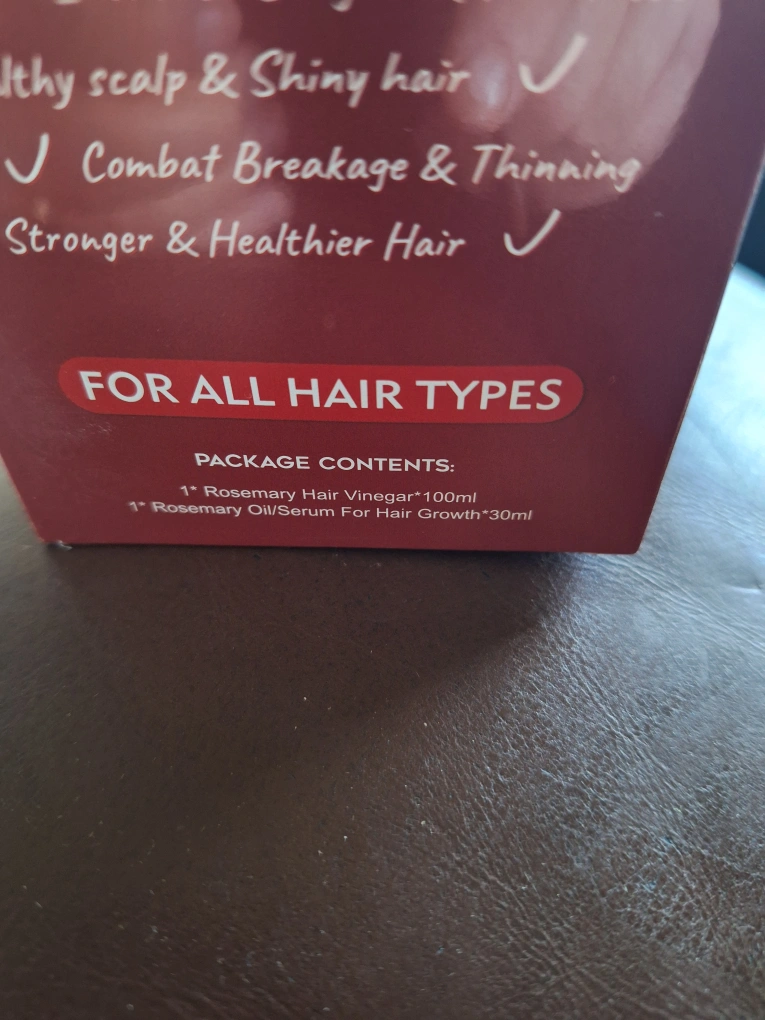 lthy scalp & Shiny hair ✓
✓ Combat Breakage & Thinning
Stronger & Healthier Hair ✓
FOR ALL HAIR TYPES
PACKAGE CONTENTS:
1* Rosemary Hair Vinegar*100ml
1* Rosemary Oil/Serum For Hair Growth*30ml